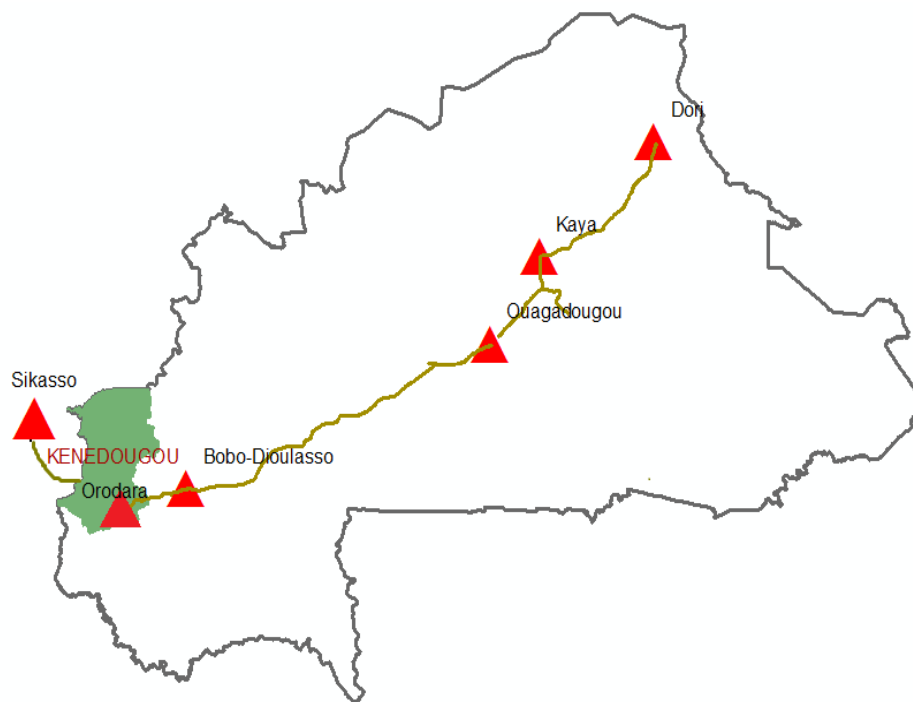 Dori
Kaya
Ouagadougou
Sikasso
KENEDOUGOU
Bobo-Dioulasso
Orodara